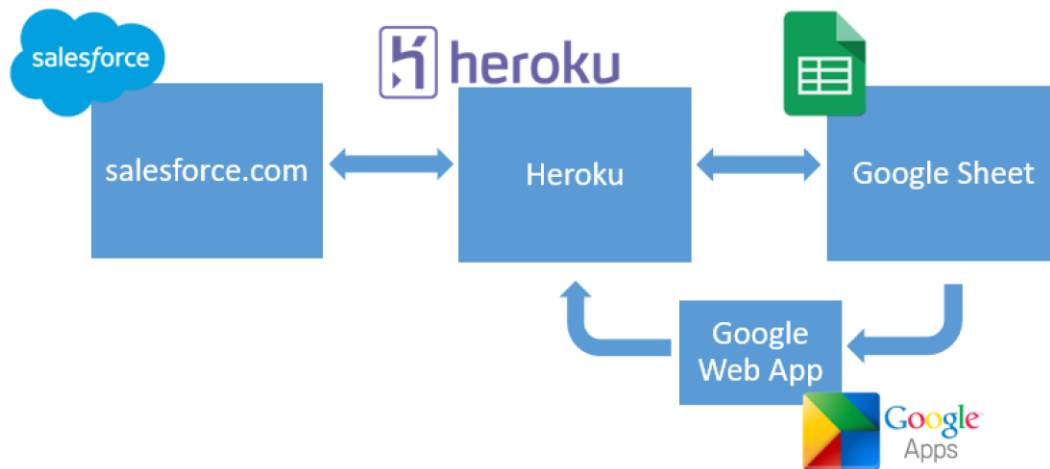 salesforce
heroku
salesforce.com
Heroku
Google Sheet
Google
Web App
Google
Apps